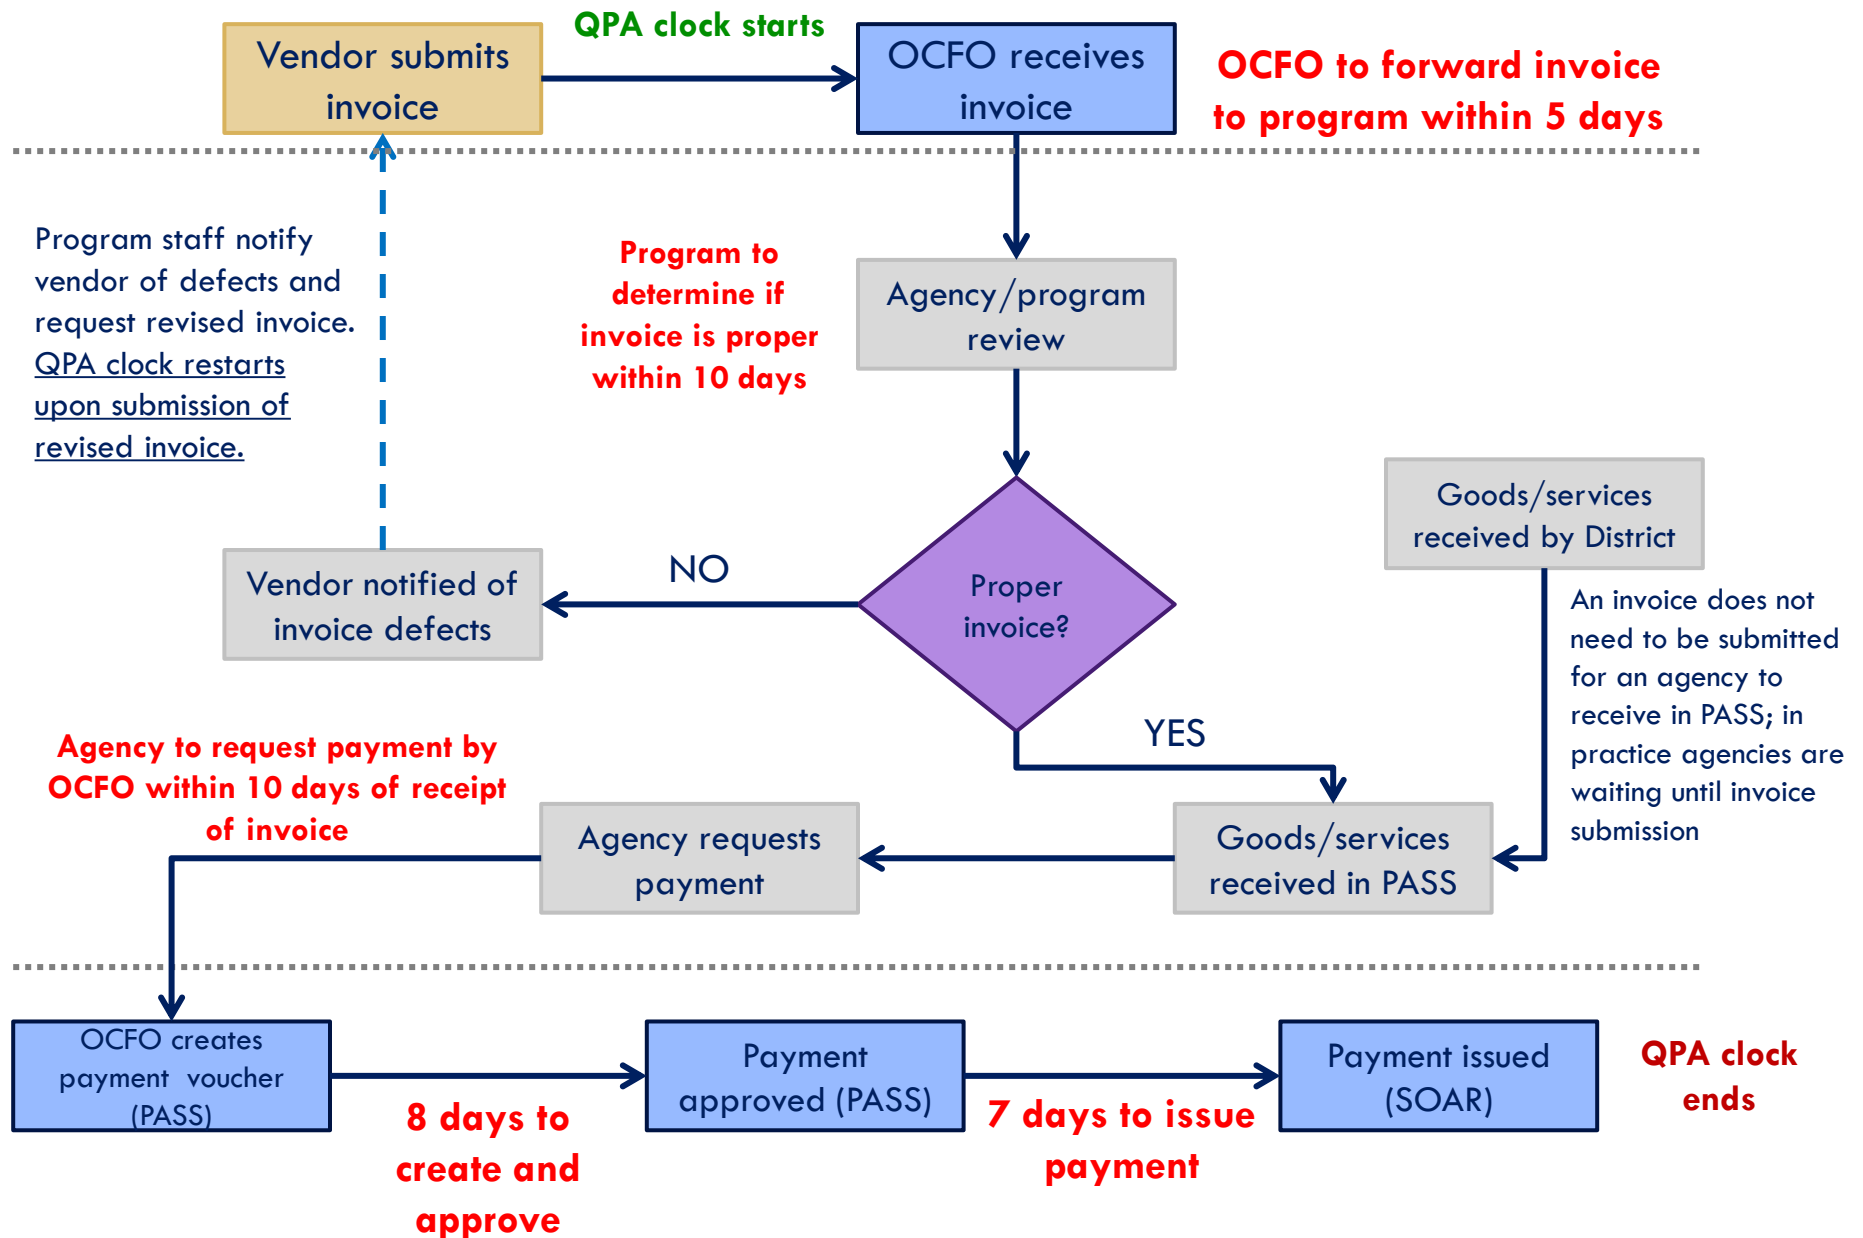 QPA clock starts
Vendor submits
invoice
OCFO receives
invoice
OCFO to forward invoice
to program within 5 days
Program staff notify
vendor of defects and
request revised invoice.
QPA clock restarts
upon submission of
revised invoice.
Program to
determine if
invoice is proper
within 10 days
Agency/program
review
Goods/services
received by District
Vendor notified of
invoice defects
NO
Proper
invoice?
An invoice does not
need to be submitted
for an agency to
receive in PASS; in
practice agencies are
waiting until invoice
submission
YES
Agency to request payment by
OCFO within 10 days of receipt
of invoice
Agency requests
payment
Goods/services
received in PASS
OCFO creates
payment voucher
(PASS)
8 days to
create and
approve
Payment
approved (PASS)
7 days to issue
payment
Payment issued
(SOAR)
QPA clock
ends